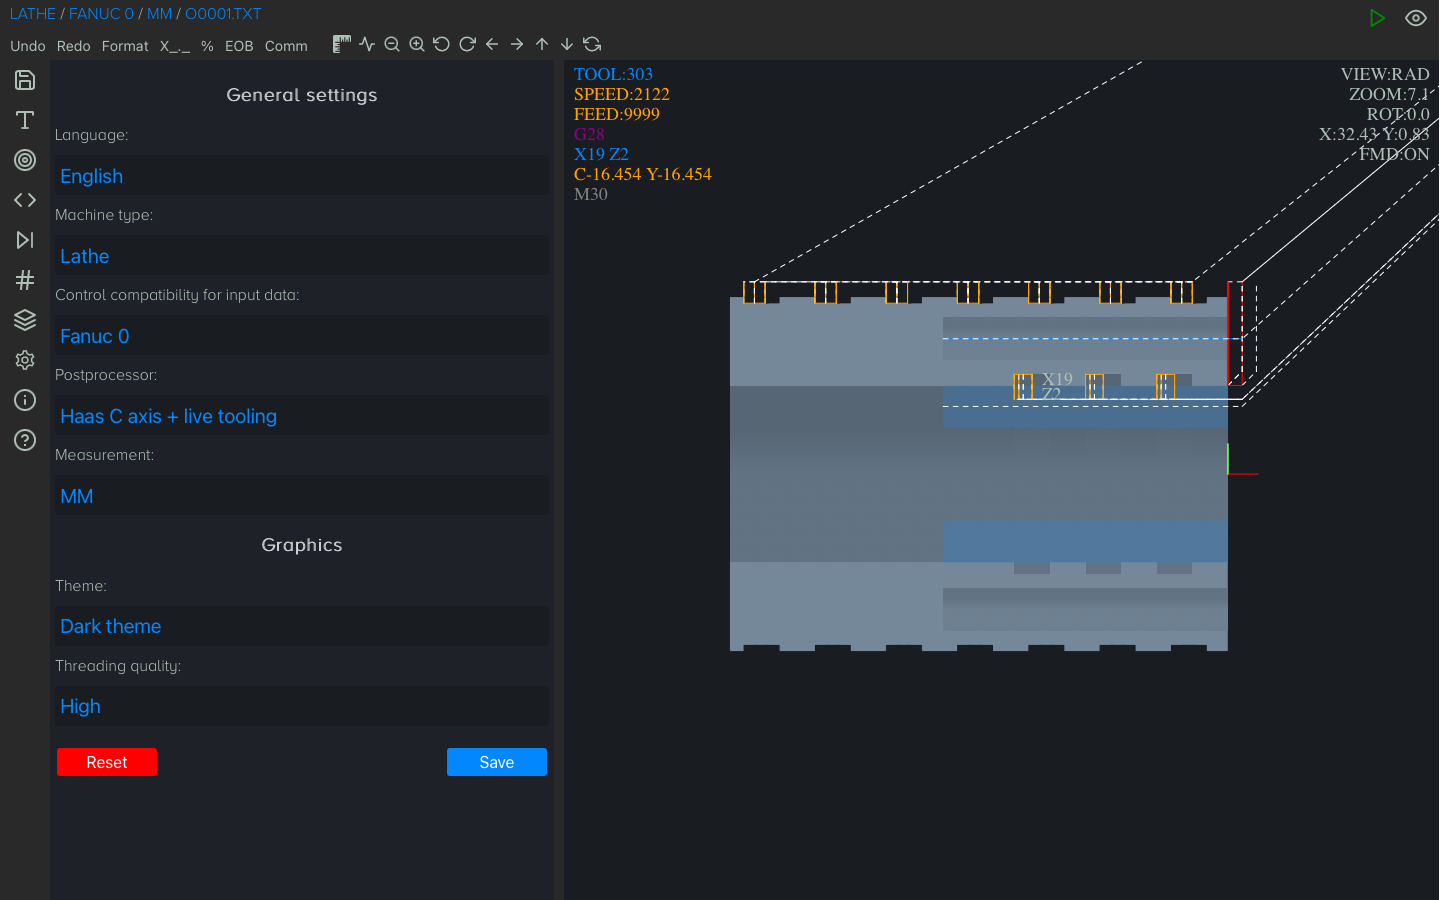 LATHE / FANUC 0 / MM / O0001.TXT
Undo Redo Format X_._ % EOB Comm
General settings
Language:
English
Machine type:
Lathe
Control compatibility for input data:
Fanuc 0
Postprocessor:
Haas C axis + live tooling
Measurement:
MM
Graphics
Theme:
Dark theme
Threading quality:
High
Reset
Save
TOOL:303
SPEED:2122
FEED:9999
G28
X19 Z2
C-16.454 Y-16.454
M30
VIEW:RAD
ZOOM:7.1
ROT:0.0
X:32.43 Y:0.83
FMD:ON
X19
Z2